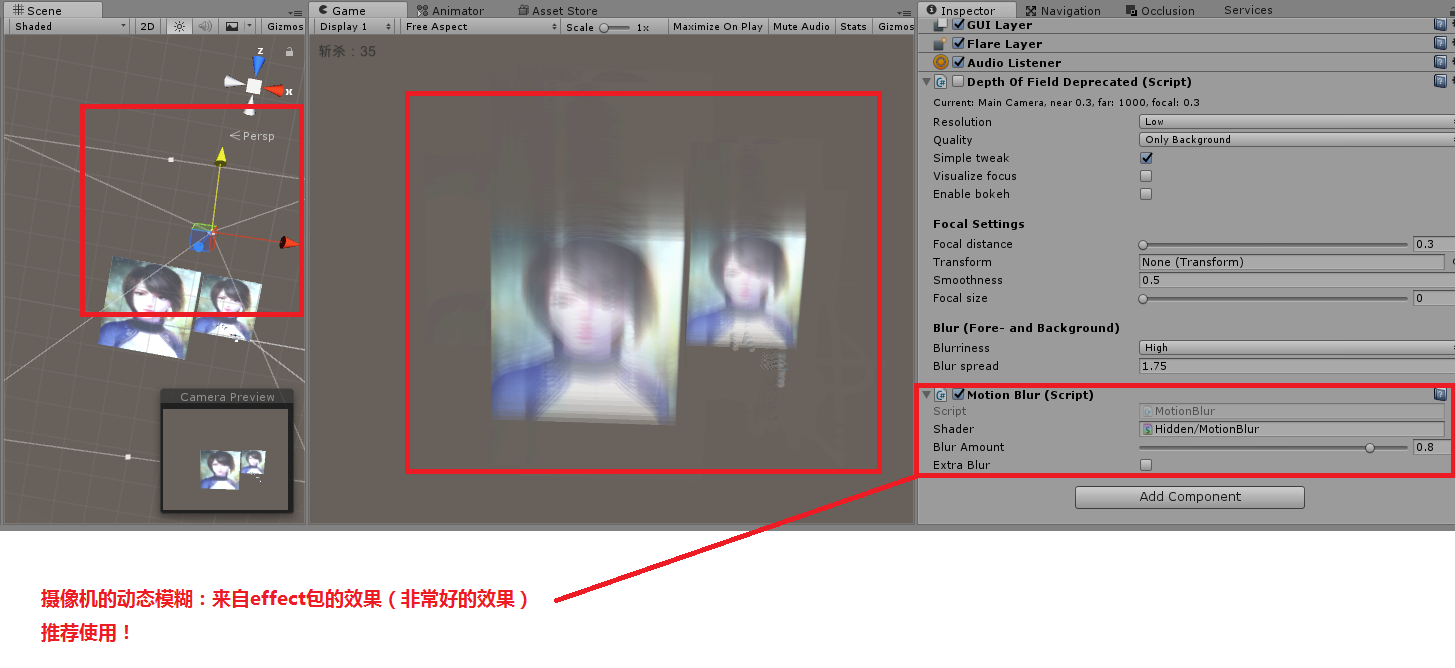 Scene
Game
Animator
Asset Store
Inspector
Navigation
Occlusion
Services
Shaded
2D
Gizmos
Display 1
Free Aspect
Scale
1x
Maximize On Play
Mute Audio
Stats
Gizmos
z
x
Persp
Camera Preview
斩杀：35
GUI Layer
Flare Layer
Audio Listener
Depth Of Field Deprecated (Script)
Current: Main Camera, near 0.3, far: 1000, focal: 0.3
Resolution Low
Quality Only Background
Simple tweak
Visualize focus
Enable bokeh
Focal Settings
Focal distance 0.3
Transform None (Transform)
Smoothness 0.5
Focal size 0
Blur (Fore- and Background)
Blurriness High
Blur spread 1.75
Motion Blur (Script)
Script MotionBlur
Shader Hidden/MotionBlur
Blur Amount 0.8
Extra Blur
Add Component
摄像机的动态模糊：来自effect包的效果（非常好的效果）
推荐使用！